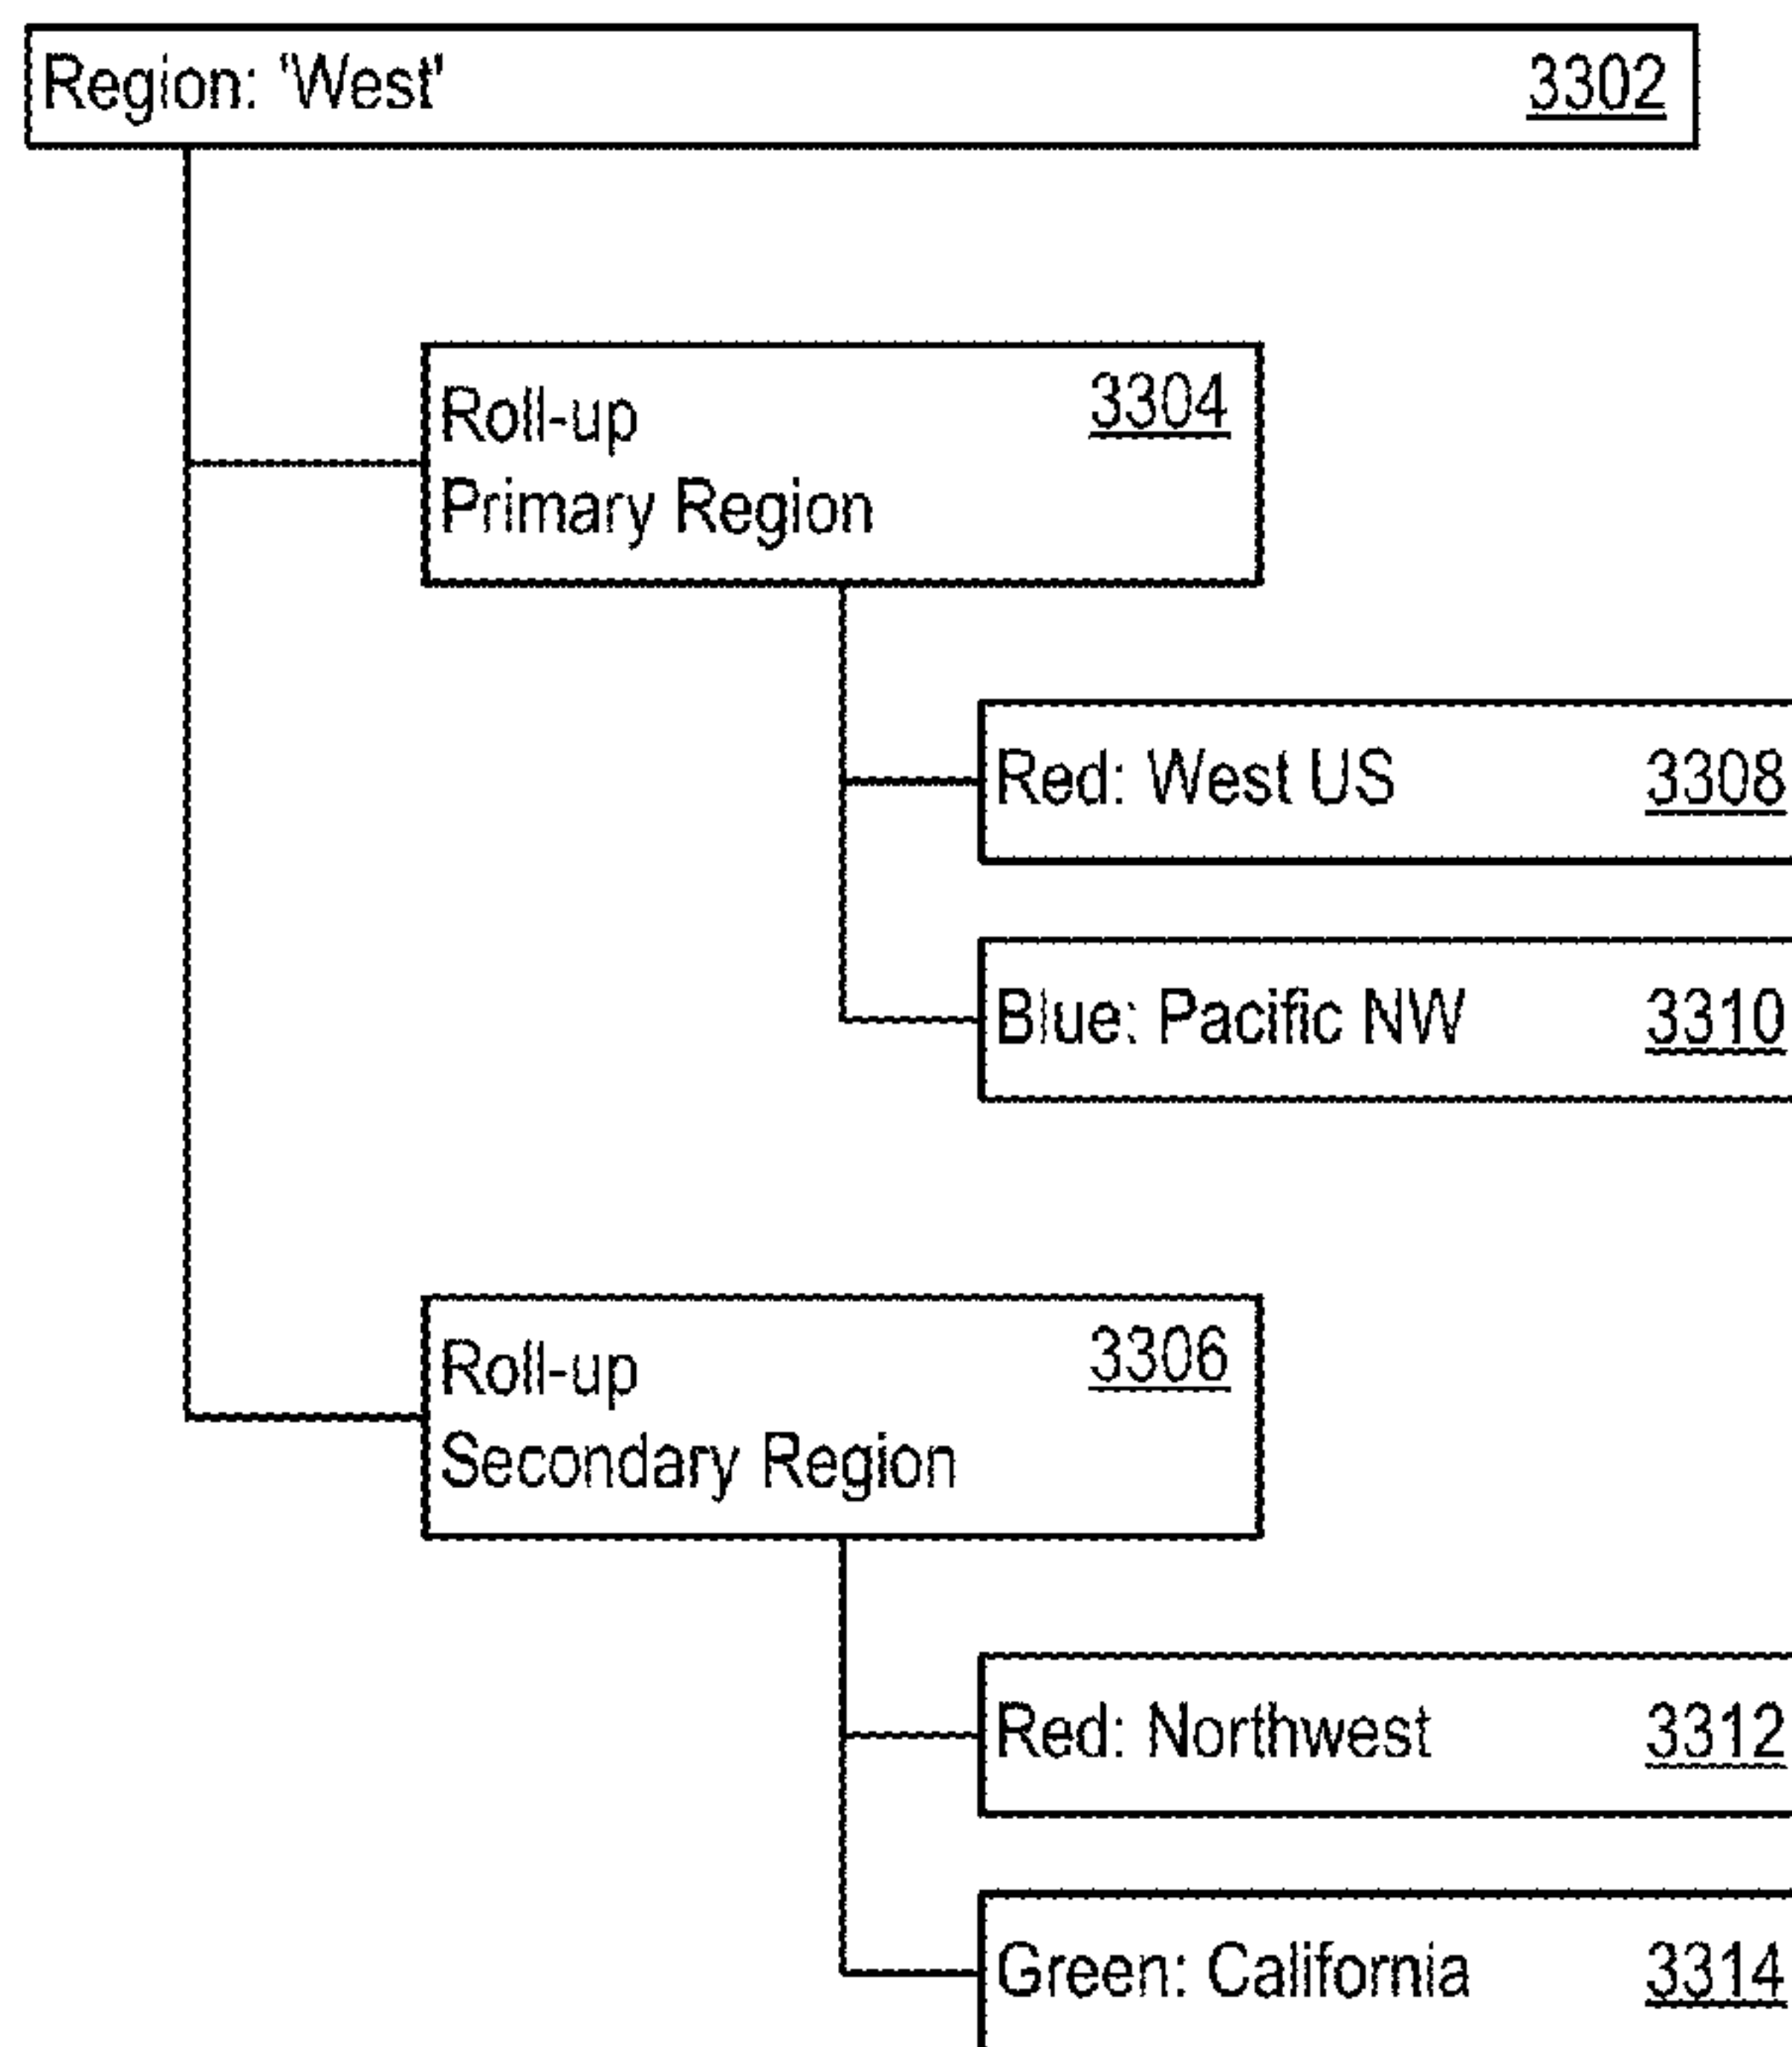 Region: 'West' 3302
Roll-up 3304
Primary Region
Red: West US 3308
Blue: Pacific NW 3310
Roll-up 3306
Secondary Region
Red: Northwest 3312
Green: California 3314